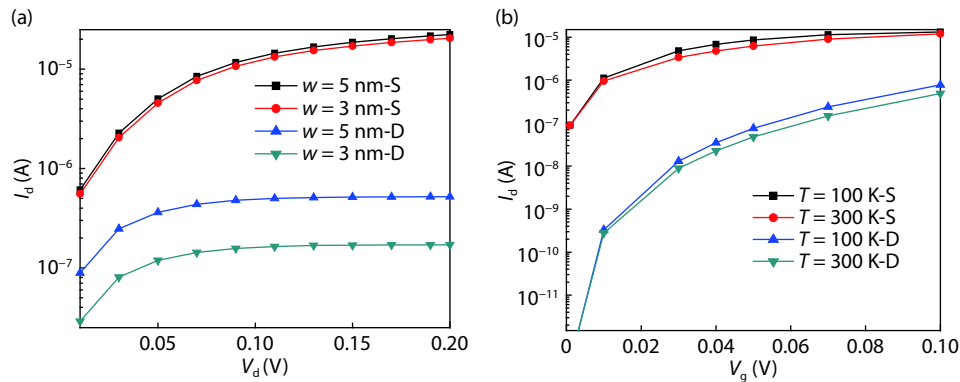 (a)
10⁻⁵
10⁻⁶
10⁻⁷
I_d (A)
w = 5 nm-S
w = 3 nm-S
w = 5 nm-D
w = 3 nm-D
0.05 0.10 0.15 0.20
V_d (V)
(b)
10⁻⁵
10⁻⁶
10⁻⁷
10⁻⁸
10⁻⁹
10⁻¹⁰
10⁻¹¹
I_d (A)
T = 100 K-S
T = 300 K-S
T = 100 K-D
T = 300 K-D
0 0.02 0.04 0.06 0.08 0.10
V_g (V)